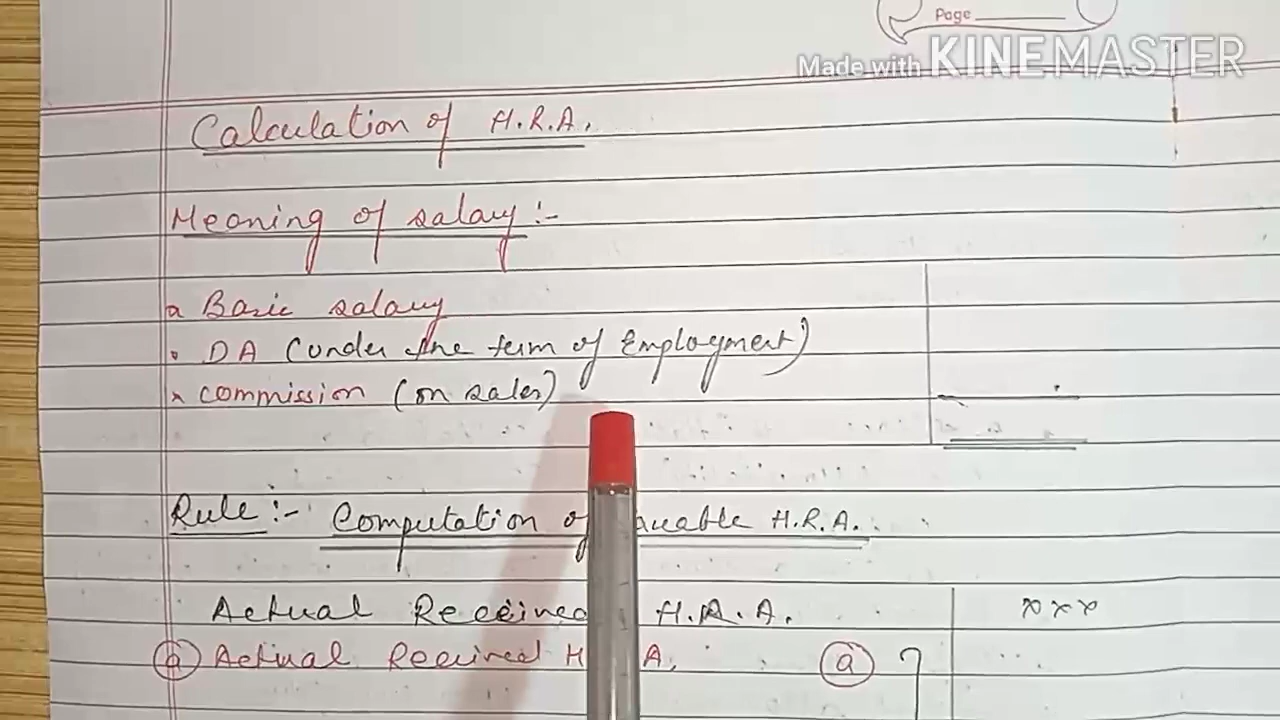 Page
Made with KINEMASTER
Calculation of H.R.A.
Meaning of salary :-
Basic salary
DA (under the term of Employment)
commission (on sales)
Rule :- Computation of H.R.A.
Actual Received H.R.A. xxx
a Actual Received H A. a